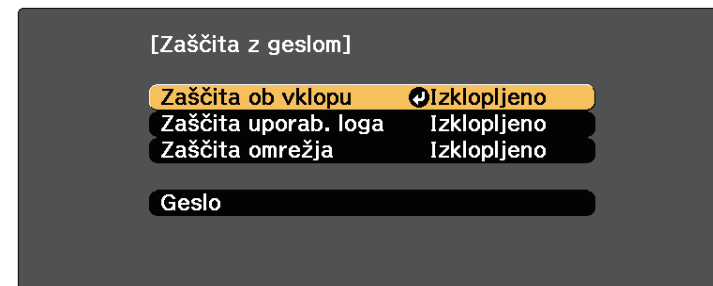 [Zaščita z geslom]
Zaščita ob vklopu Izklopljeno
Zaščita uporab. loga Izklopljeno
Zaščita omrežja Izklopljeno
Geslo